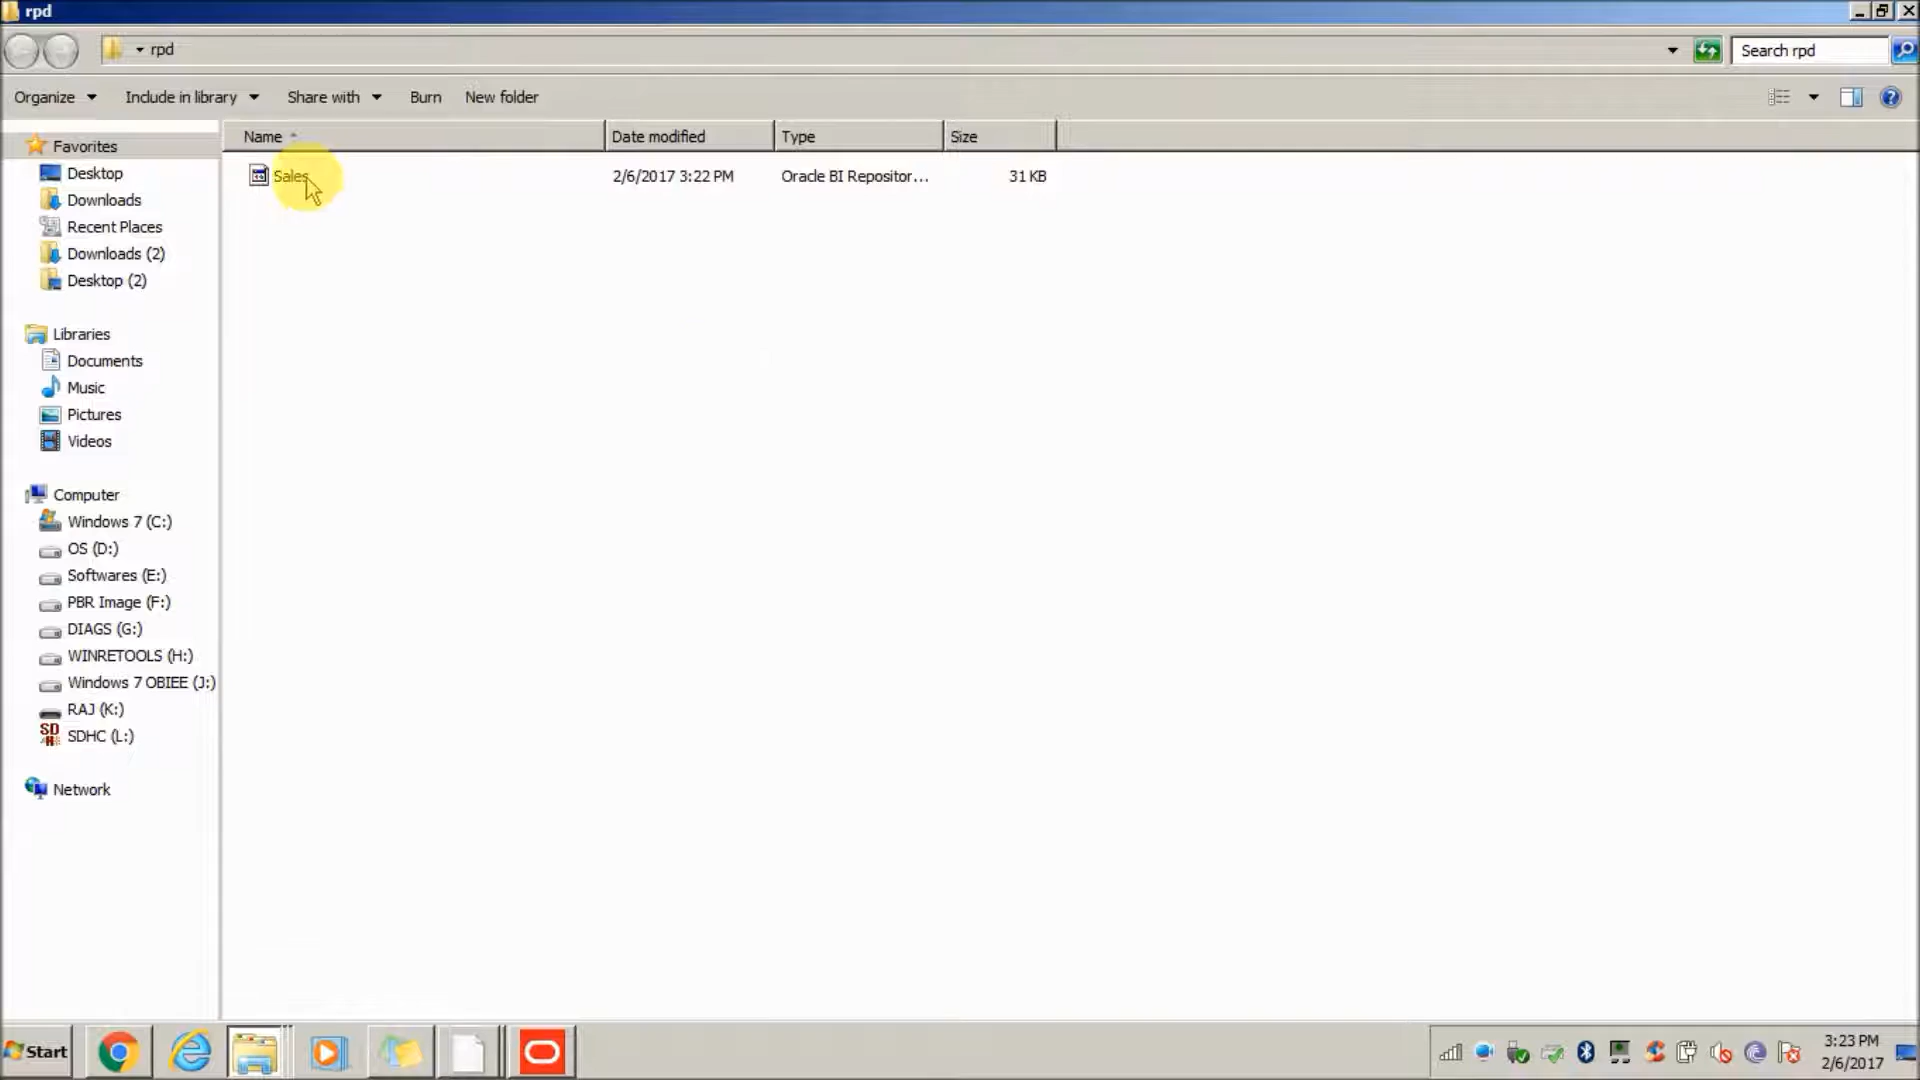 rpd
rpd
Search rpd
Organize
Include in library
Share with
Burn
New folder
Name
Date modified
Type
Size
Sales
2/6/2017 3:22 PM
Oracle BI Repositor...
31 KB
Favorites
Desktop
Downloads
Recent Places
Downloads (2)
Desktop (2)
Libraries
Documents
Music
Pictures
Videos
Computer
Windows 7 (C:)
OS (D:)
Softwares (E:)
PBR Image (F:)
DIAGS (G:)
WINRETOOLS (H:)
Windows 7 OBIEE (J:)
RAJ (K:)
SDHC (L:)
Network
Start
3:23 PM
2/6/2017